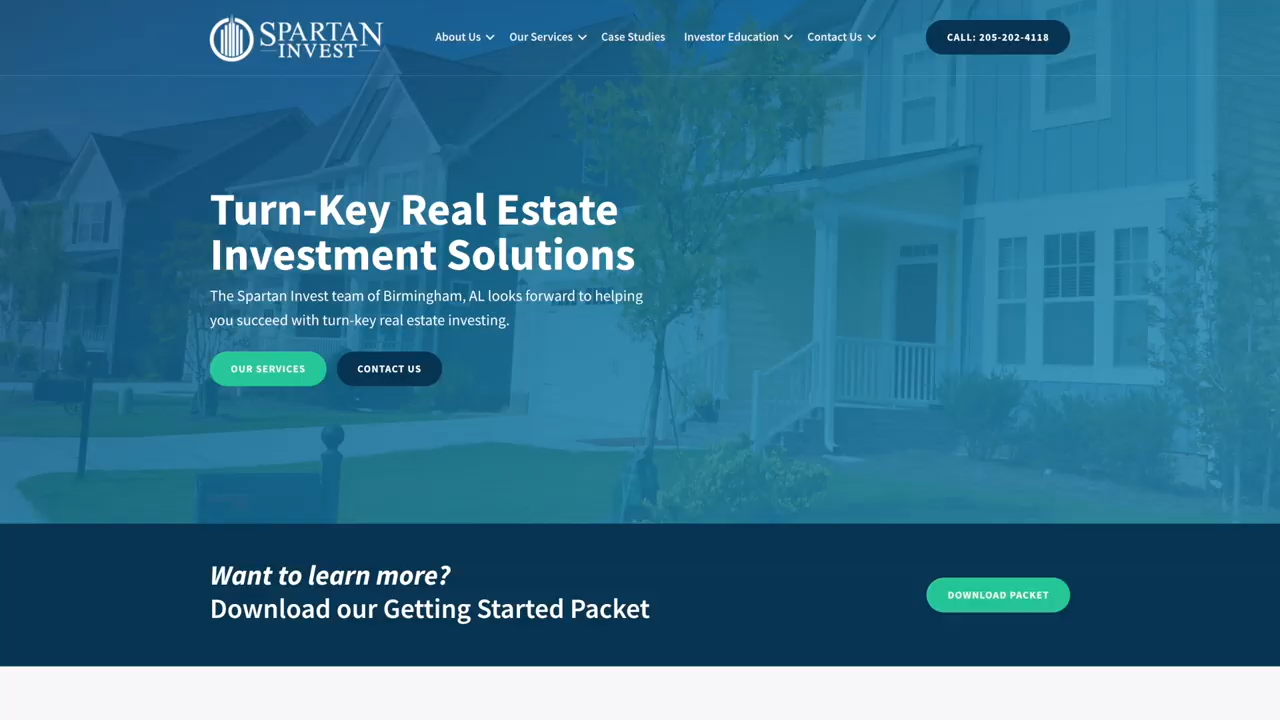 SPARTAN
INVEST
About Us
Our Services
Case Studies
Investor Education
Contact Us
CALL: 205-202-4118
Turn-Key Real Estate
Investment Solutions
The Spartan Invest team of Birmingham, AL looks forward to helping
you succeed with turn-key real estate investing.
OUR SERVICES
CONTACT US
Want to learn more?
Download our Getting Started Packet
DOWNLOAD PACKET